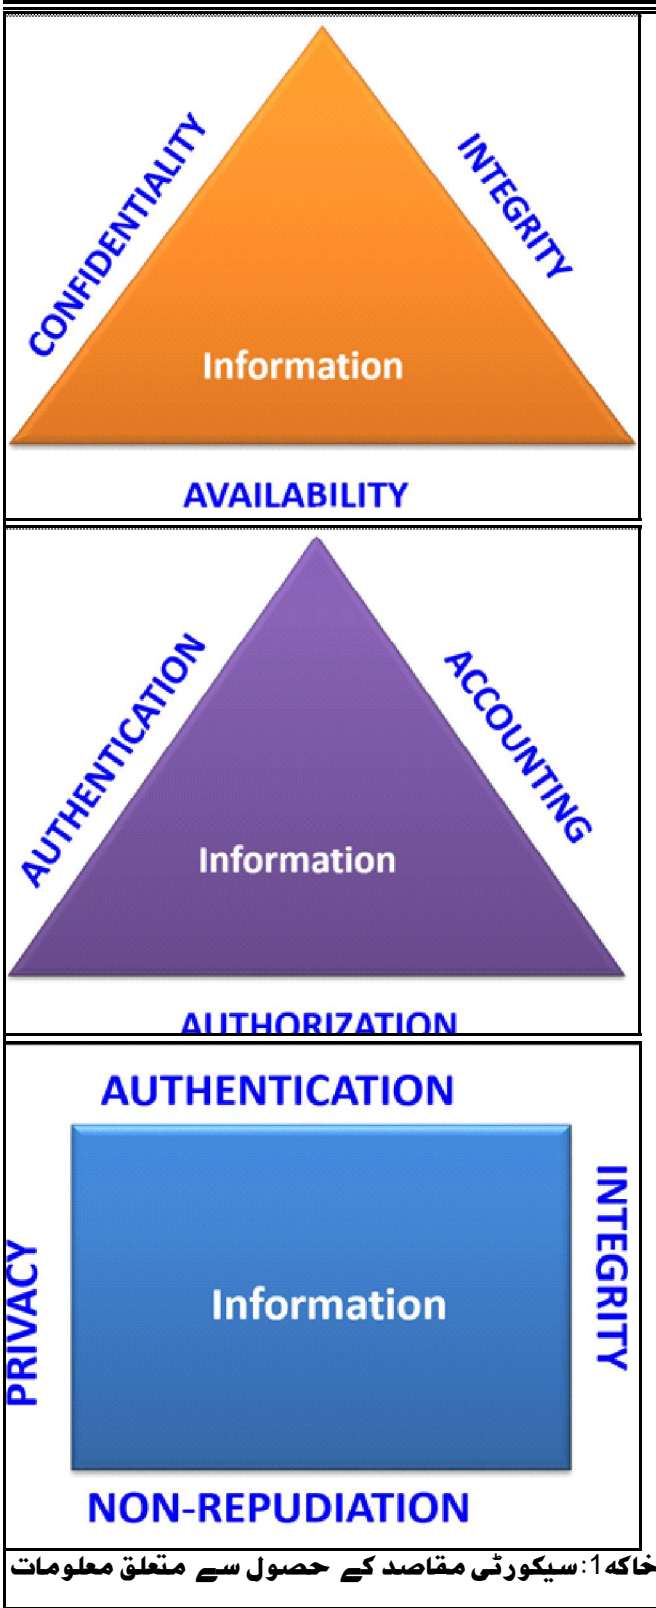 CONFIDENTIALITY
INTEGRITY
Information
AVAILABILITY
AUTHENTICATION
ACCOUNTING
Information
AUTHORIZATION
AUTHENTICATION
PRIVACY
INTEGRITY
Information
NON-REPUDIATION
خاکہ1:سیکورٹی مقاصد کے حصول سے متعلق معلومات